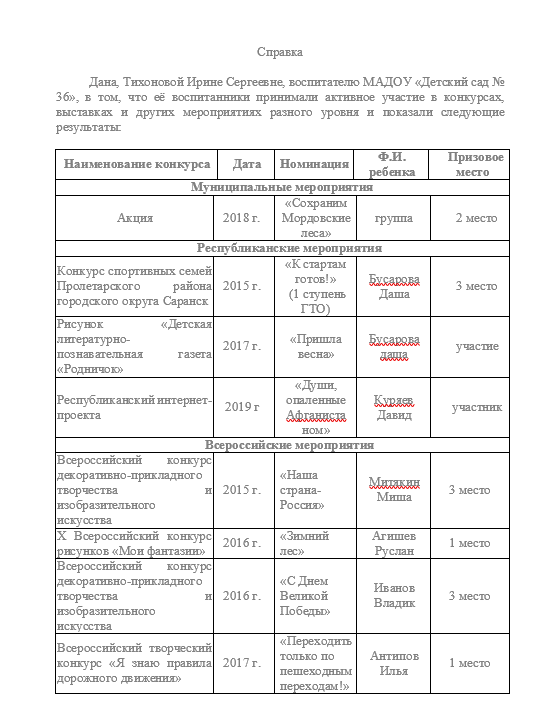 Справка
Дана, Тихоновой Ирине Сергеевне, воспитателю МАДОУ «Детский сад №
36», в том, что её воспитанники принимали активное участие в конкурсах,
выставках и других мероприятиях разного уровня и показали следующие
результаты:
Наименование конкурса Дата Номинация Ф.И. ребенка Призовое место
Муниципальные мероприятия
Акция 2018 г. «Сохраним
Мордовские
леса» группа 2 место
Республиканские мероприятия
Конкурс спортивных семей
Пролетарского района
городского округа Саранск
2015 г.
«К стартам
готов!»
(1 ступень
ГТО)
Бусарова
Даша
3 место
Рисунок «Детская
литературно-
познавательная газета
«Родничок»
2017 г.
«Пришла
весна»
Бусарова
даша
участие
Республиканский интернет-
проекта
2019 г
«Души,
опаленные
Афганиста
ном»
Куряев
Давид
участник
Всероссийские мероприятия
Всероссийский конкурс
декоративно-прикладного
творчества и
изобразительного
искусства
2015 г.
«Наша
страна-
Россия»
Митякин
Миша
3 место
X Всероссийский конкурс
рисунков «Мои фантазии»
2016 г.
«Зимний
лес»
Агишев
Руслан
1 место
Всероссийский конкурс
декоративно-прикладного
творчества и
изобразительного
искусства
2016 г.
«С Днем
Великой
Победы»
Иванов
Владик
3 место
Всероссийский творческий
конкурс «Я знаю правила
дорожного движения»
2017 г.
«Переходить
только по
пешеходным
переходам!»
Антипов
Илья
1 место